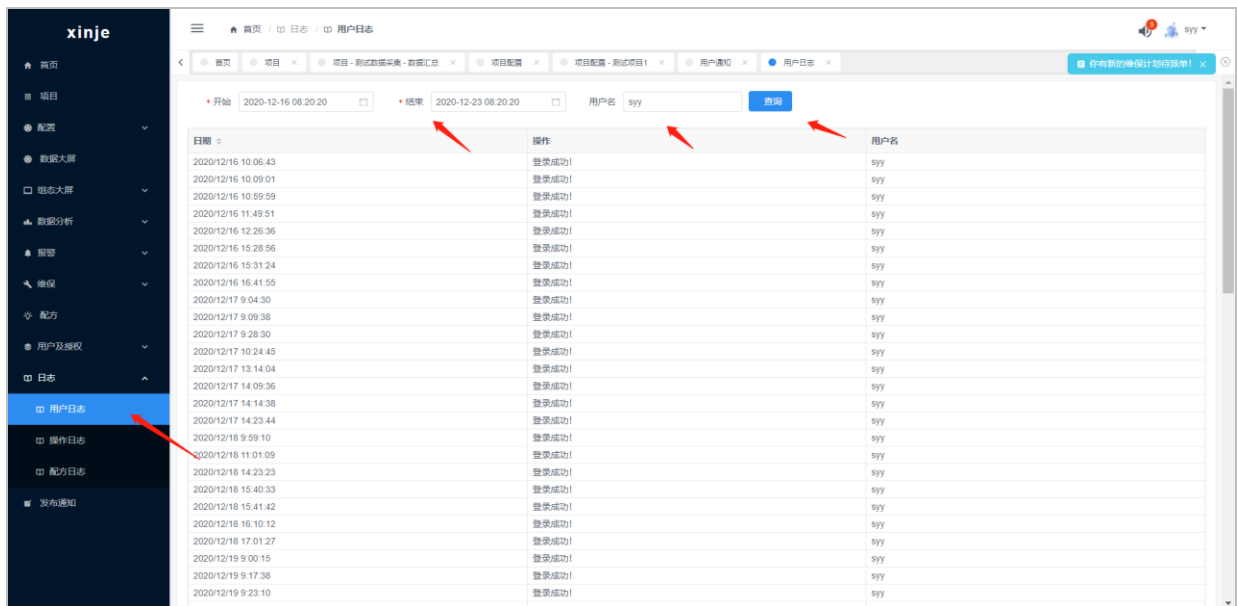 xinje
首页
项目
配置
数据大屏
组态大屏
数据分析
报警
维保
配方
用户及授权
日志
用户日志
操作日志
配方日志
发布通知
首页 / 日志 / 用户日志
3
syy
首页 项目 项目 - 测试数据采集 - 数据汇总 项目配置 项目配置 - 测试项目1 用户通知 用户日志
你有新的维保计划待派单!
* 开始 2020-12-16 08:20:20 * 结束 2020-12-23 08:20:20 用户名 syy 查询
日期 操作 用户名
2020/12/16 10:06:43 登录成功! syy
2020/12/16 10:09:01 登录成功! syy
2020/12/16 10:59:59 登录成功! syy
2020/12/16 11:49:51 登录成功! syy
2020/12/16 12:26:36 登录成功! syy
2020/12/16 15:28:56 登录成功! syy
2020/12/16 15:31:24 登录成功! syy
2020/12/16 16:41:55 登录成功! syy
2020/12/17 9:04:30 登录成功! syy
2020/12/17 9:09:38 登录成功! syy
2020/12/17 9:28:30 登录成功! syy
2020/12/17 10:24:45 登录成功! syy
2020/12/17 13:14:04 登录成功! syy
2020/12/17 14:09:36 登录成功! syy
2020/12/17 14:14:38 登录成功! syy
2020/12/17 14:23:44 登录成功! syy
2020/12/18 9:59:10 登录成功! syy
2020/12/18 11:01:09 登录成功! syy
2020/12/18 14:23:23 登录成功! syy
2020/12/18 15:40:33 登录成功! syy
2020/12/18 15:41:42 登录成功! syy
2020/12/18 16:10:12 登录成功! syy
2020/12/18 17:01:27 登录成功! syy
2020/12/19 9:00:15 登录成功! syy
2020/12/19 9:17:38 登录成功! syy
2020/12/19 9:23:10 登录成功! syy